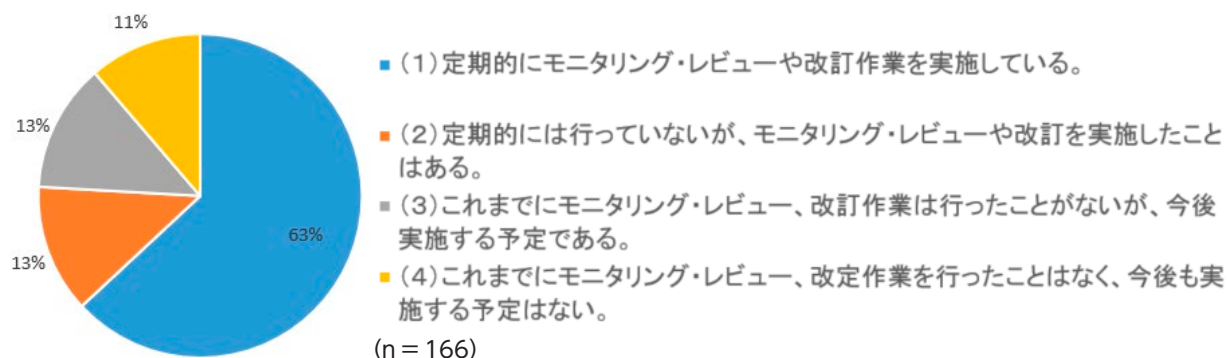 11%
13%
13%
63%
(1)定期的にモニタリング・レビューや改訂作業を実施している。
(2)定期的には行っていないが、モニタリング・レビューや改訂を実施したこと
はある。
(3)これまでにモニタリング・レビュー、改訂作業は行ったことがないが、今後
実施する予定である。
(4)これまでにモニタリング・レビュー、改定作業を行ったことはなく、今後も実
施する予定はない。
(n = 166)